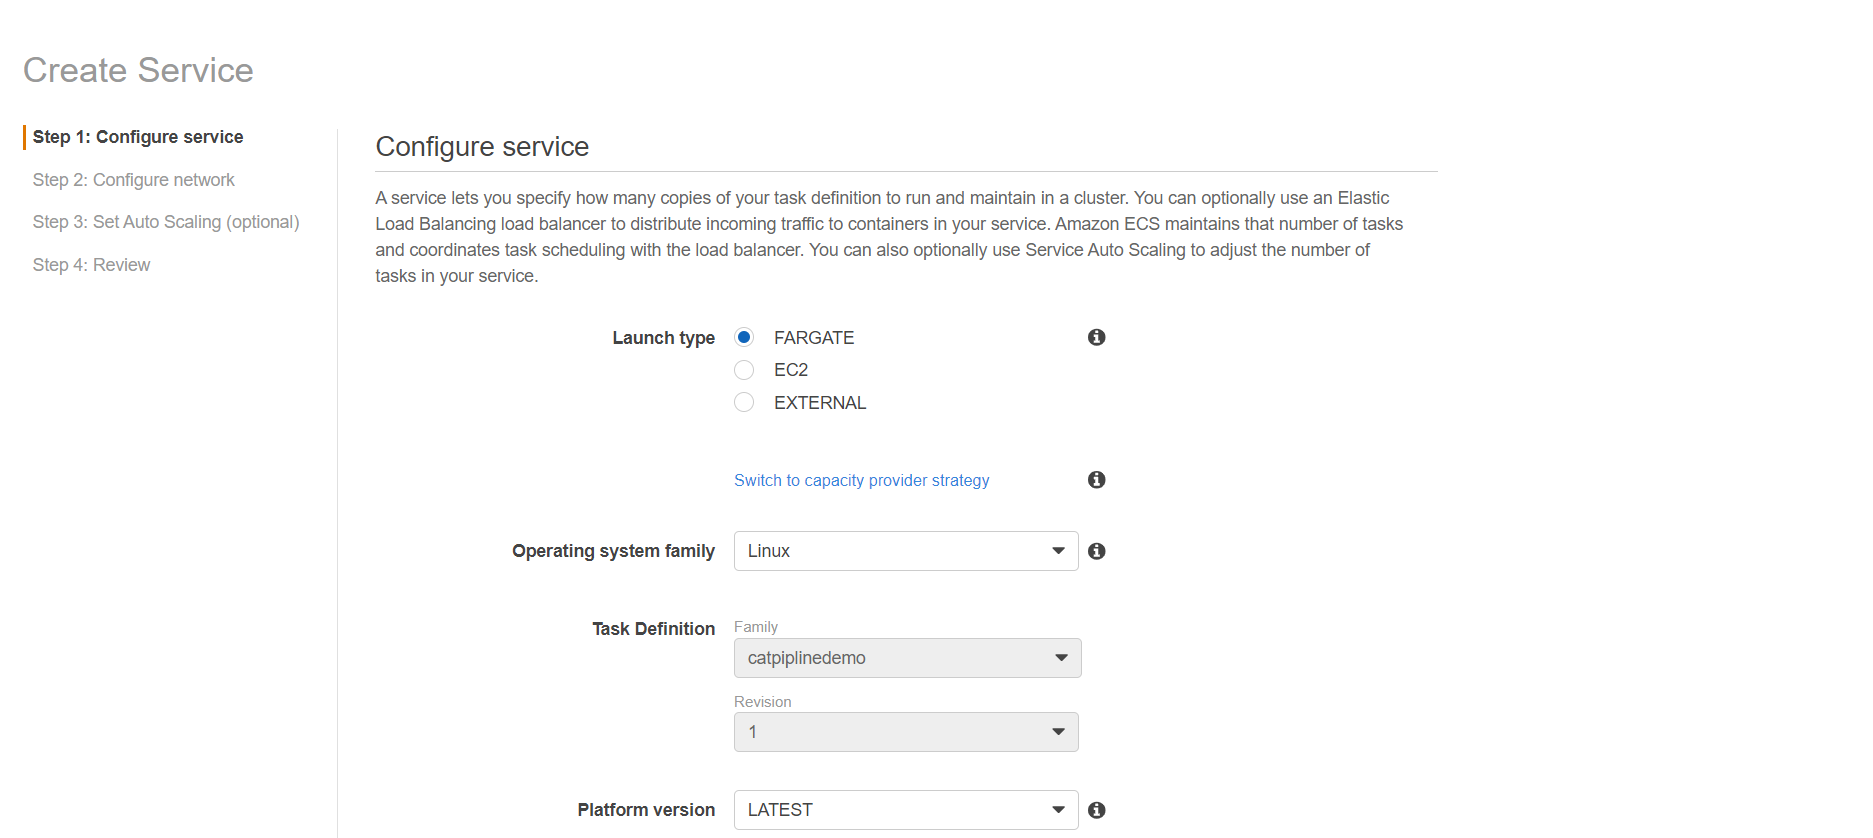 Create Service
Step 1: Configure service
Step 2: Configure network
Step 3: Set Auto Scaling (optional)
Step 4: Review
Configure service
A service lets you specify how many copies of your task definition to run and maintain in a cluster. You can optionally use an Elastic
Load Balancing load balancer to distribute incoming traffic to containers in your service. Amazon ECS maintains that number of tasks
and coordinates task scheduling with the load balancer. You can also optionally use Service Auto Scaling to adjust the number of
tasks in your service.
Launch type FARGATE
EC2
EXTERNAL
Switch to capacity provider strategy
Operating system family Linux
Task Definition Family
catpiplinedemo
Revision
1
Platform version LATEST